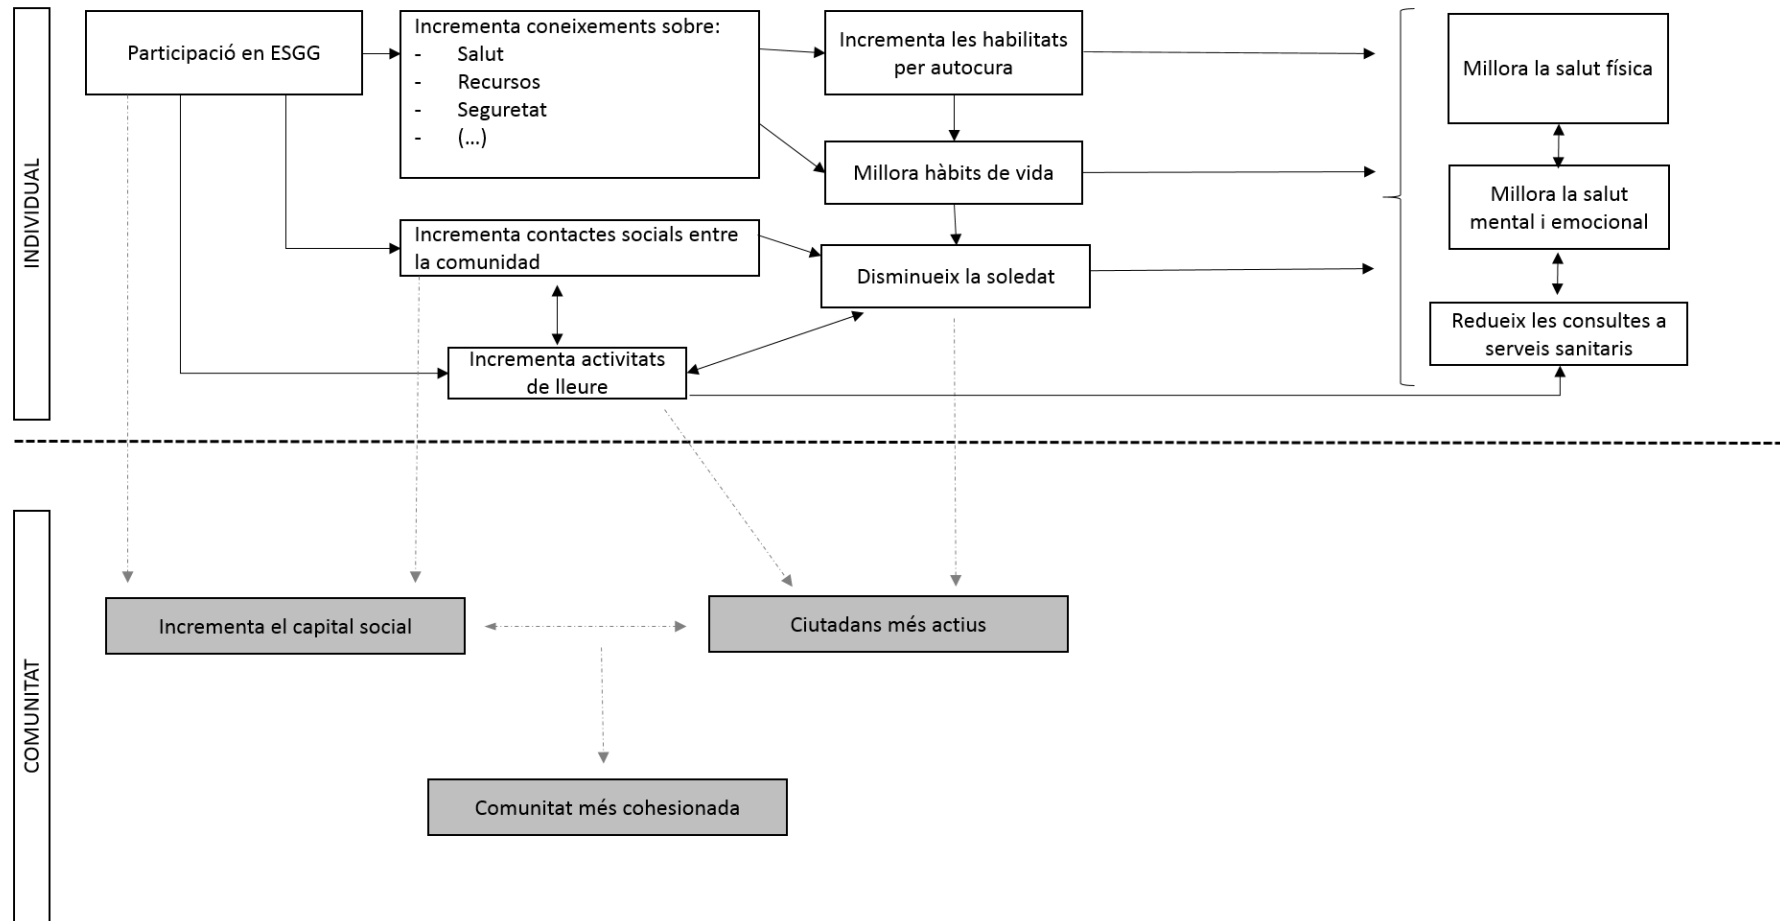 INDIVIDUAL
Participació en ESGG
Incrementa coneixements sobre:
- Salut
- Recursos
- Seguretat
- (...)
Incrementa les habilitats
per autocura
Millora hàbits de vida
Incrementa contactes socials entre
la comunidad
Disminueix la soledat
Incrementa activitats
de lleure
Millora la salut física
Millora la salut
mental i emocional
Redueix les consultes a
serveis sanitaris
COMUNITAT
Incrementa el capital social
Ciutadans més actius
Comunitat més cohesionada